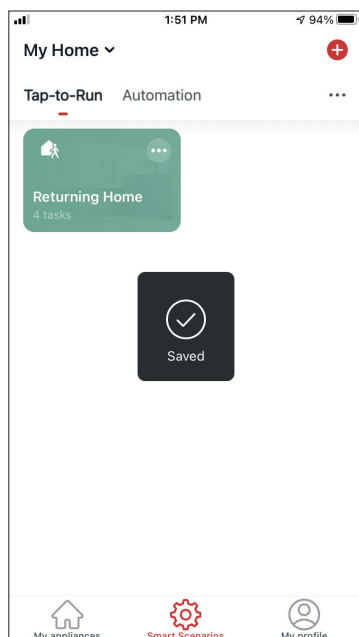 1:51 PM
94%
My Home
Tap-to-Run Automation
Returning Home
4 tasks
Saved
My appliances Smart Scenarios My profile